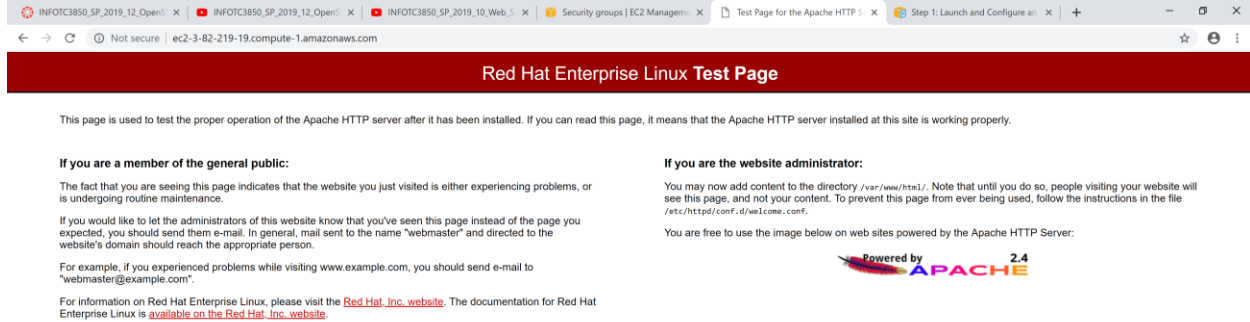 INFOTC3850_SP_2019_12_OpenS
INFOTC3850_SP_2019_12_OpenS
INFOTC3850_SP_2019_10_Web_S
Security groups | EC2 Manageme
Test Page for the Apache HTTP S
Step 1: Launch and Configure an
Not secure | ec2-3-82-219-19.compute-1.amazonaws.com
Red Hat Enterprise Linux Test Page
This page is used to test the proper operation of the Apache HTTP server after it has been installed. If you can read this page, it means that the Apache HTTP server installed at this site is working properly.
If you are a member of the general public:
The fact that you are seeing this page indicates that the website you just visited is either experiencing problems, or
is undergoing routine maintenance.
If you would like to let the administrators of this website know that you've seen this page instead of the page you
expected, you should send them e-mail. In general, mail sent to the name "webmaster" and directed to the
website's domain should reach the appropriate person.
For example, if you experienced problems while visiting www.example.com, you should send e-mail to
"webmaster@example.com".
For information on Red Hat Enterprise Linux, please visit the Red Hat, Inc. website. The documentation for Red Hat
Enterprise Linux is available on the Red Hat, Inc. website.
If you are the website administrator:
You may now add content to the directory /var/www/html/. Note that until you do so, people visiting your website will
see this page, and not your content. To prevent this page from ever being used, follow the instructions in the file
/etc/httpd/conf.d/welcome.conf.
You are free to use the image below on web sites powered by the Apache HTTP Server:
Powered by 2.4
APACHE